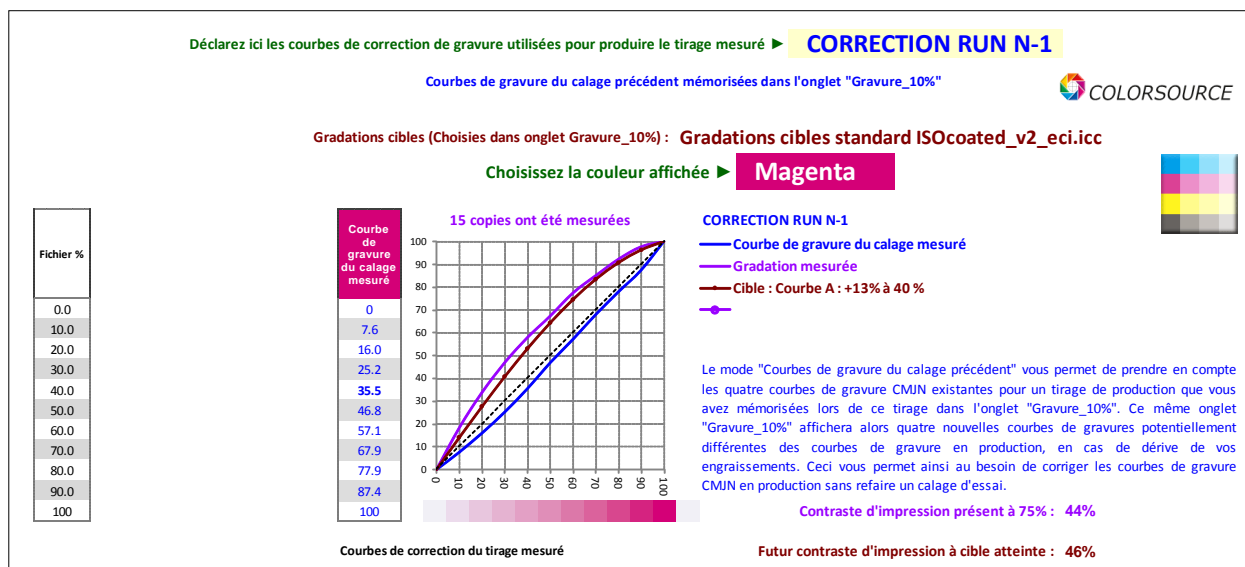 Déclarez ici les courbes de correction de gravure utilisées pour produire le tirage mesuré ► CORRECTION RUN N-1
Courbes de gravure du calage précédent mémorisées dans l'onglet "Gravure_10%"
COLORSOURCE
Gradations cibles (Choisies dans onglet Gravure_10%) : Gradations cibles standard ISOcoated_v2_eci.icc
Choisissez la couleur affichée ► Magenta
Fichier %
0.0
10.0
20.0
30.0
40.0
50.0
60.0
70.0
80.0
90.0
100
Courbe
de
gravure
du calage
mesuré
0
7.6
16.0
25.2
35.5
46.8
57.1
67.9
77.9
87.4
100
15 copies ont été mesurées
100
90
80
70
60
50
40
30
20
10
0
0
10
20
30
40
50
60
70
80
90
100
CORRECTION RUN N-1
Courbe de gravure du calage mesuré
Gradation mesurée
Cible : Courbe A : +13% à 40 %
Le mode "Courbes de gravure du calage précédent" vous permet de prendre en compte
les quatre courbes de gravure CMJN existantes pour un tirage de production que vous
avez mémorisées lors de ce tirage dans l'onglet "Gravure_10%". Ce même onglet
"Gravure_10%" affichera alors quatre nouvelles courbes de gravures potentiellement
différentes des courbes de gravure en production, en cas de dérive de vos
engraissements. Ceci vous permet ainsi au besoin de corriger les courbes de gravure
CMJN en production sans refaire un calage d'essai.
Contraste d'impression présent à 75% : 44%
Courbes de correction du tirage mesuré
Futur contraste d'impression à cible atteinte : 46%